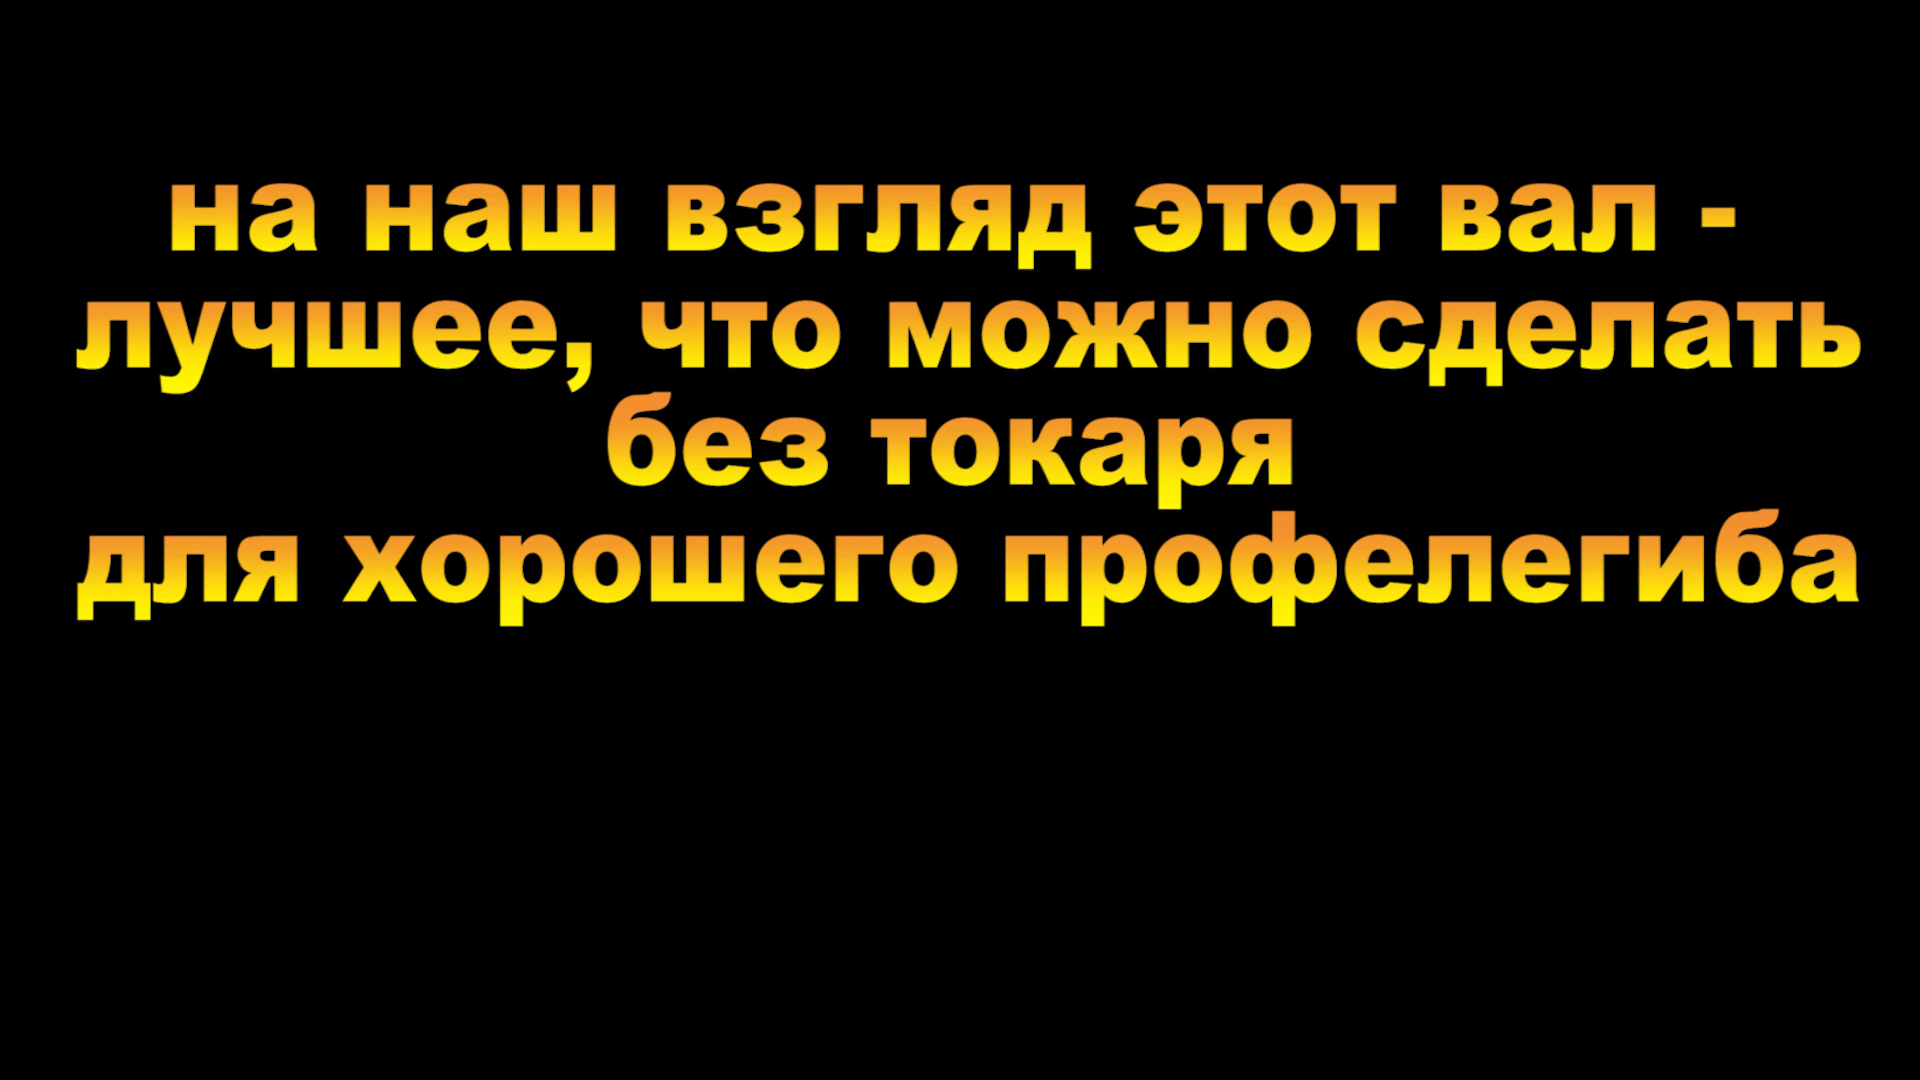 на наш взгляд этот вал -
лучшее, что можно сделать
без токаря
для хорошего профелегиба